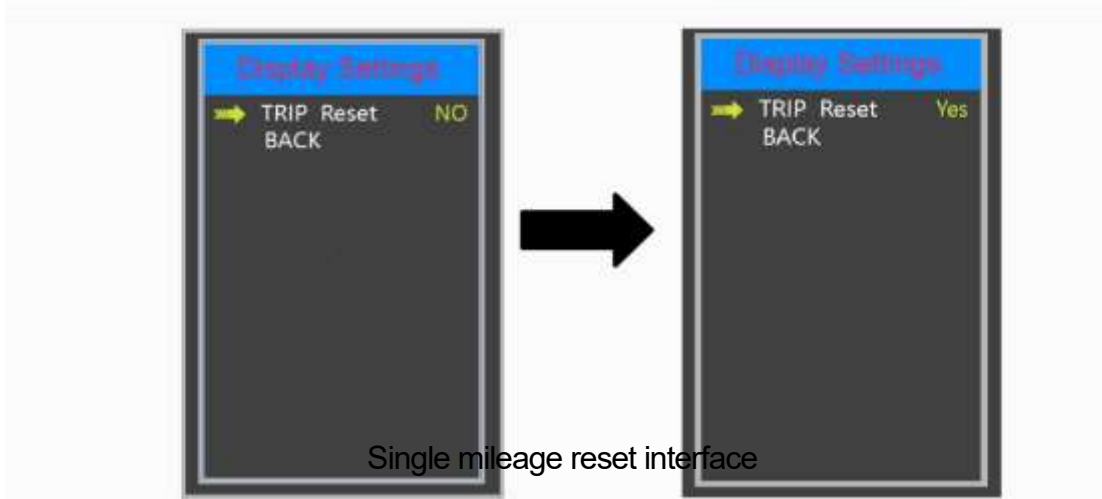 Display Settings
TRIP Reset NO
BACK
Display Settings
TRIP Reset Yes
BACK
Single mileage reset interface